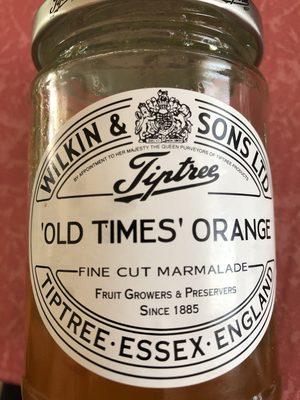 WILKIN & SONS LTD
BY APPOINTMENT TO HER MAJESTY THE QUEEN PURVEYORS OF TIPTREE PRODUCTS
Tiptree
'OLD TIMES' ORANGE
FINE CUT MARMALADE
FRUIT GROWERS & PRESERVERS
SINCE 1885
TIPTREE · ESSEX · ENGLAND